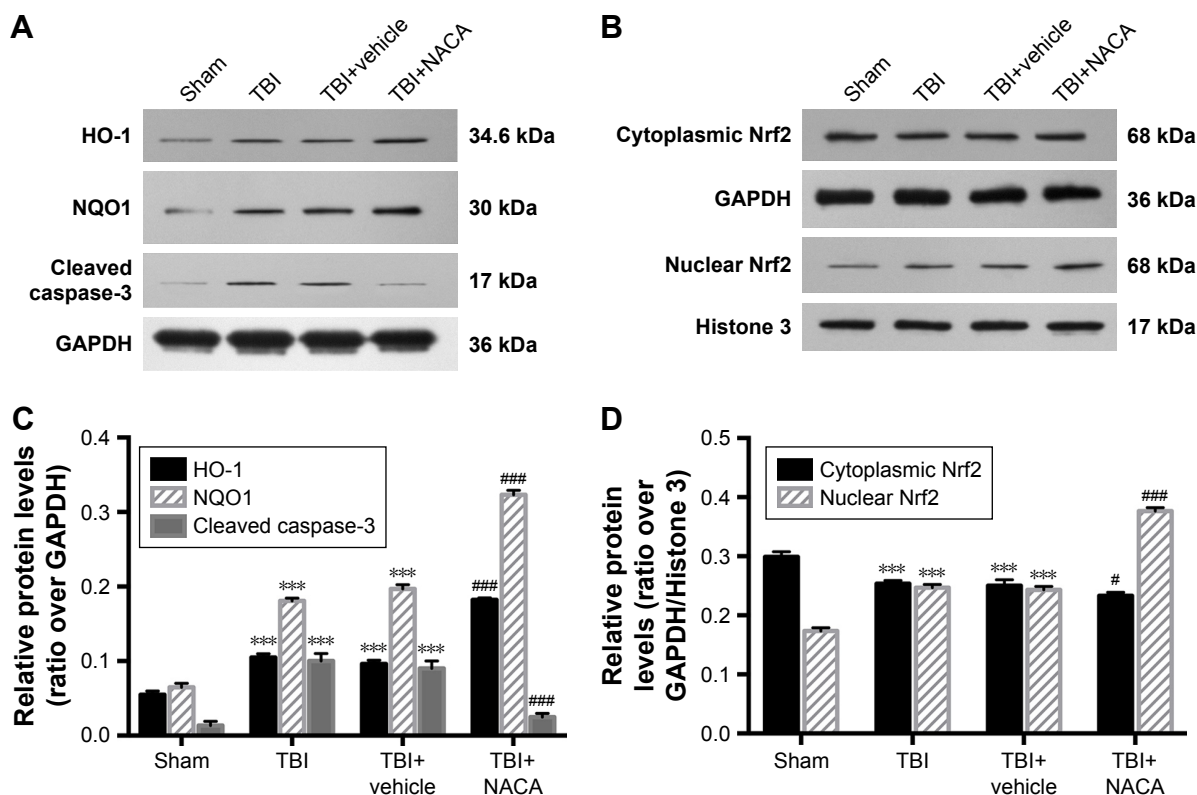 A
Sham
TBI
TBI+vehicle
TBI+NACA
HO-1
34.6 kDa
NQO1
30 kDa
Cleaved
caspase-3
17 kDa
GAPDH
36 kDa
B
Sham
TBI
TBI+vehicle
TBI+NACA
Cytoplasmic Nrf2
68 kDa
GAPDH
36 kDa
Nuclear Nrf2
68 kDa
Histone 3
17 kDa
C
Relative protein levels
(ratio over GAPDH)
0.4
0.3
0.2
0.1
0.0
HO-1
NQO1
Cleaved caspase-3
*** *** ***
*** *** ***
### ### ###
Sham
TBI
TBI+
vehicle
TBI+
NACA
D
Relative protein
levels (ratio over
GAPDH/Histone 3)
0.5
0.4
0.3
0.2
0.1
0.0
Cytoplasmic Nrf2
Nuclear Nrf2
*** ***
*** ***
# ###
Sham
TBI
TBI+
vehicle
TBI+
NACA